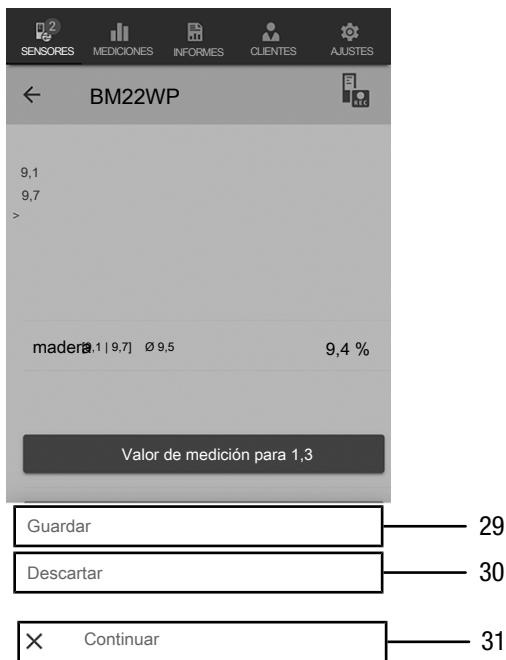 2
SENSORES MEDICIONES INFORMES CLIENTES AJUSTES
← BM22WP
REC
9,1
9,7
>
madera [9,1 | 9,7] Ø 9,5 9,4 %
Valor de medición para 1,3
Guardar 29
Descartar 30
× Continuar 31